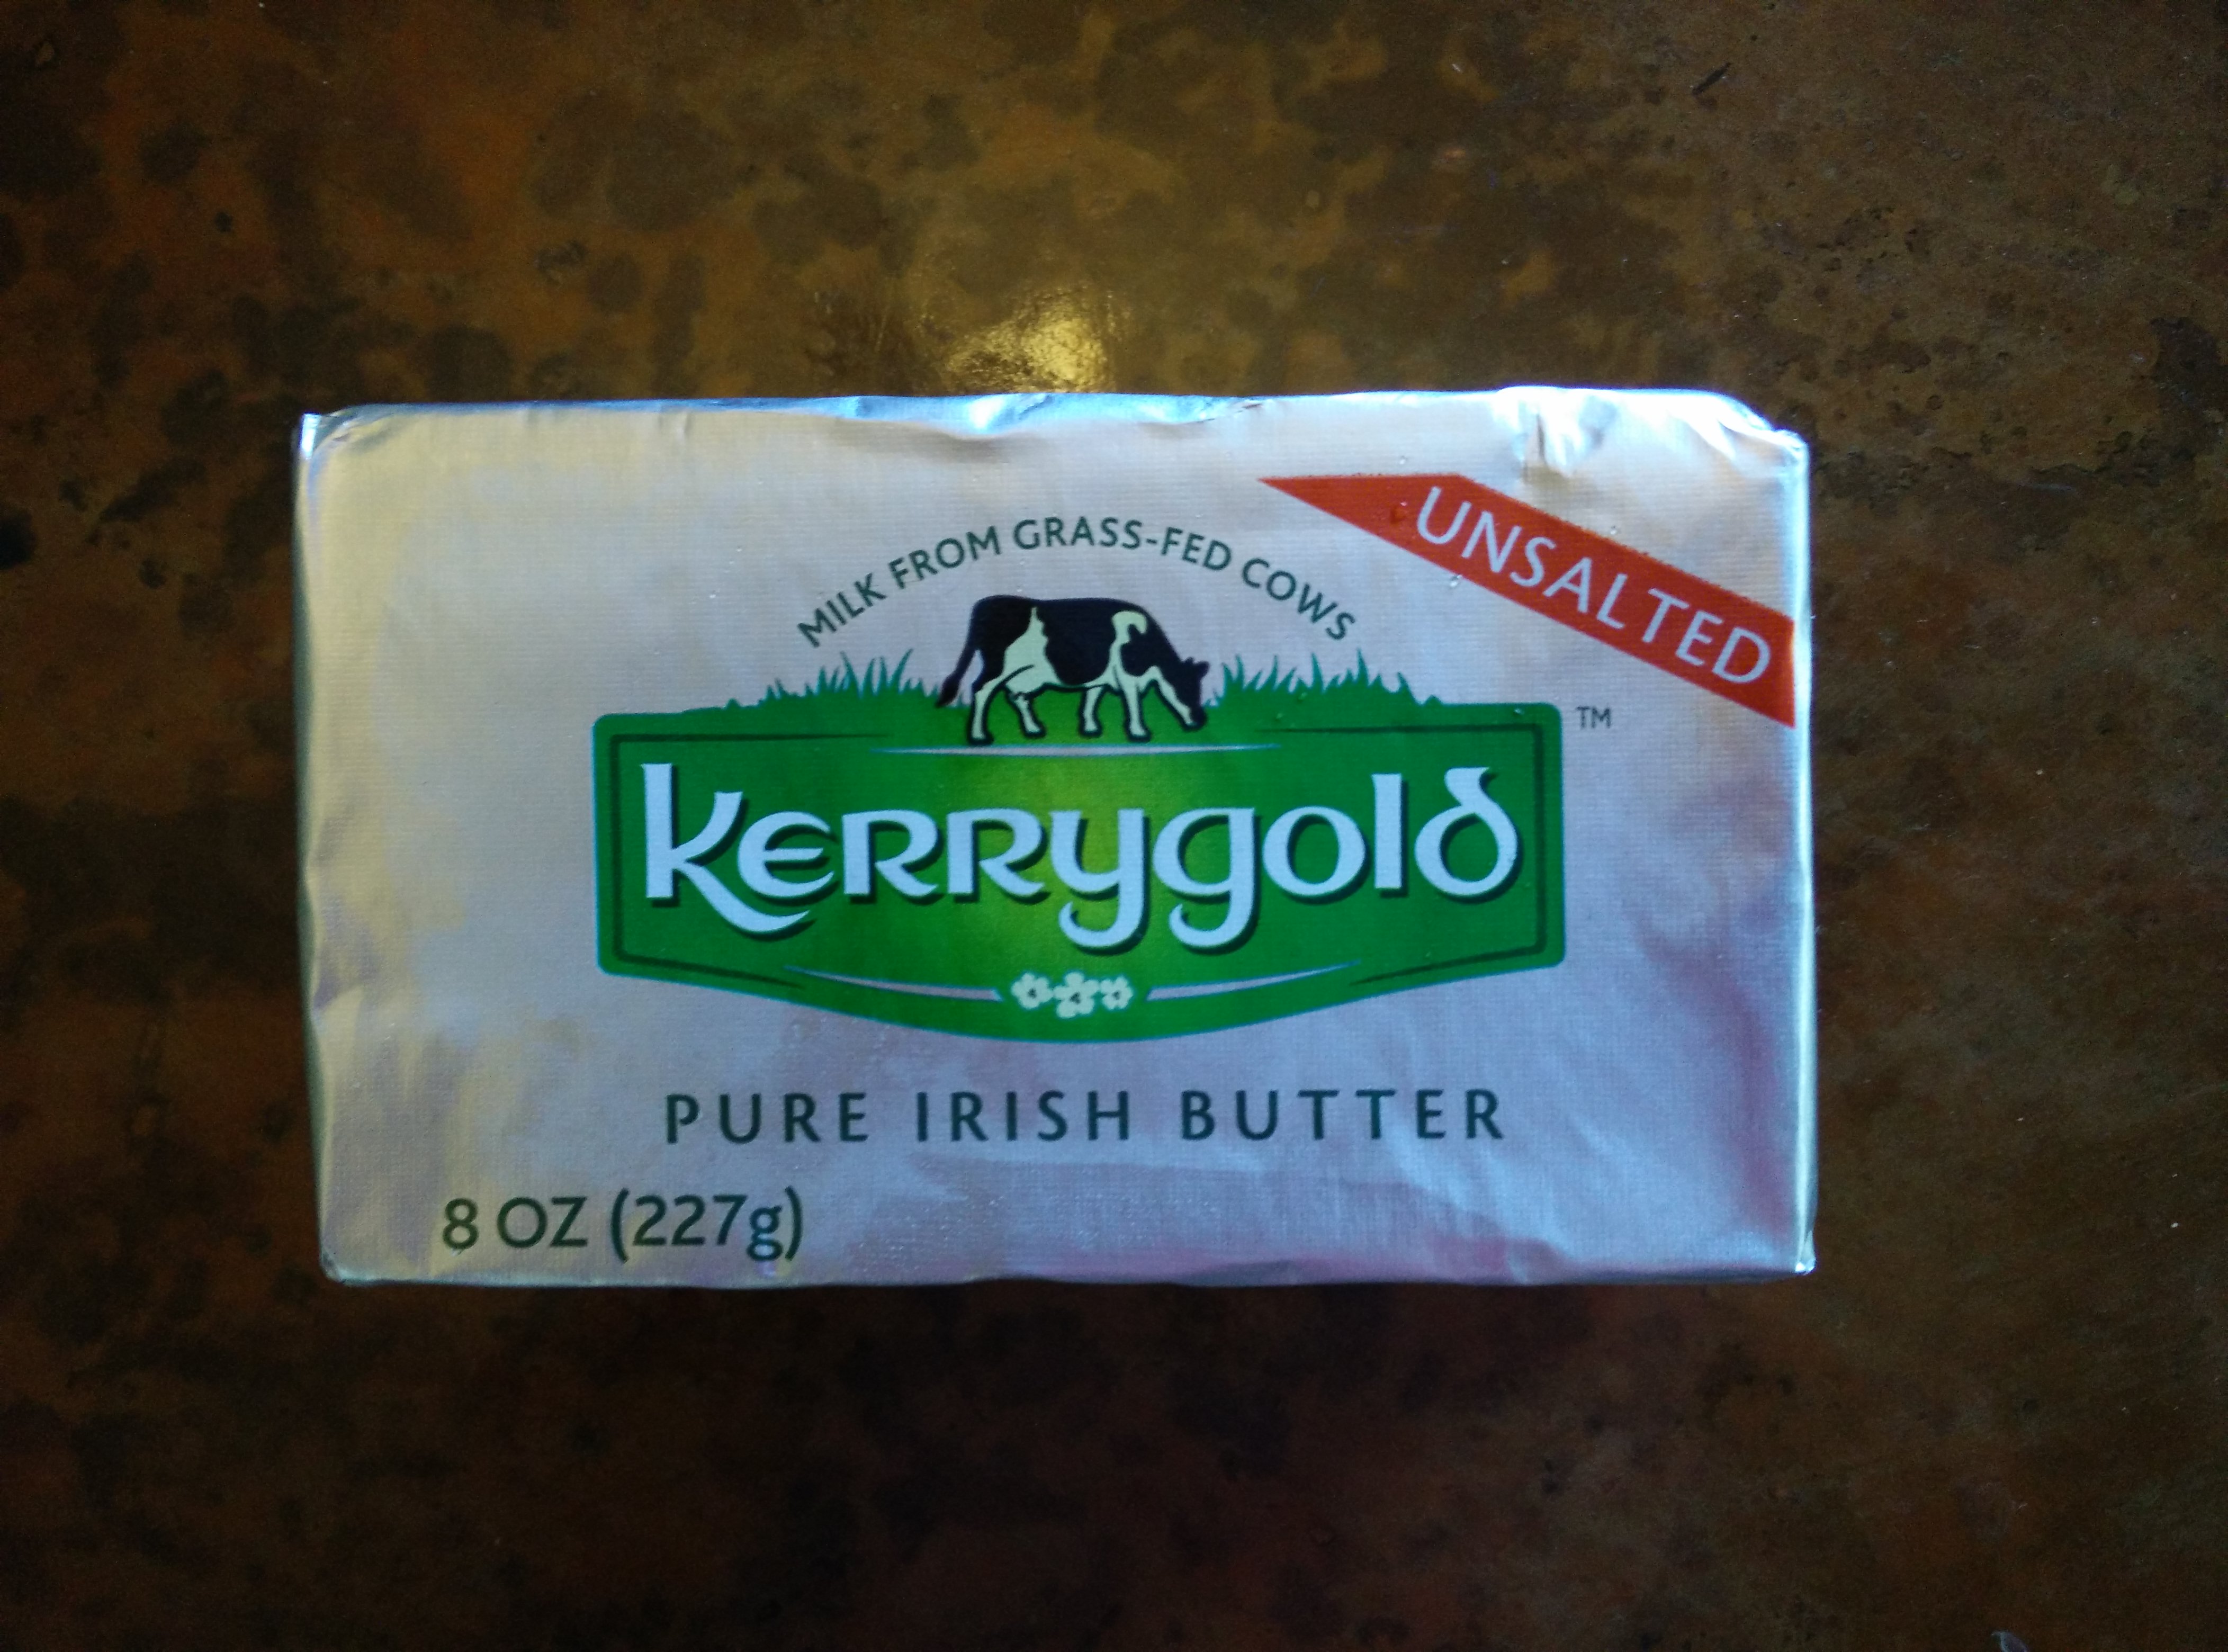 UNSALTED
MILK FROM GRASS-FED COWS
TM
Kerrygold
PURE IRISH BUTTER
8 OZ (227g)